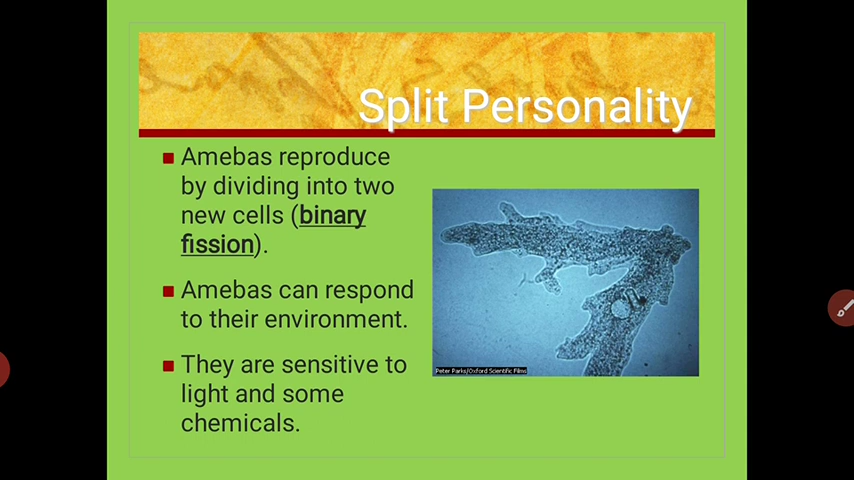 Split Personality
Amebas reproduce
by dividing into two
new cells (binary
fission).
Amebas can respond
to their environment.
They are sensitive to
light and some
chemicals.
Peter Parks/Oxford Scientific Films